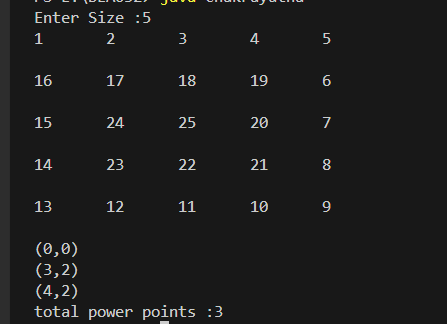 Enter Size :5
1 2 3 4 5
16 17 18 19 6
15 24 25 20 7
14 23 22 21 8
13 12 11 10 9
(0,0)
(3,2)
(4,2)
total power points :3